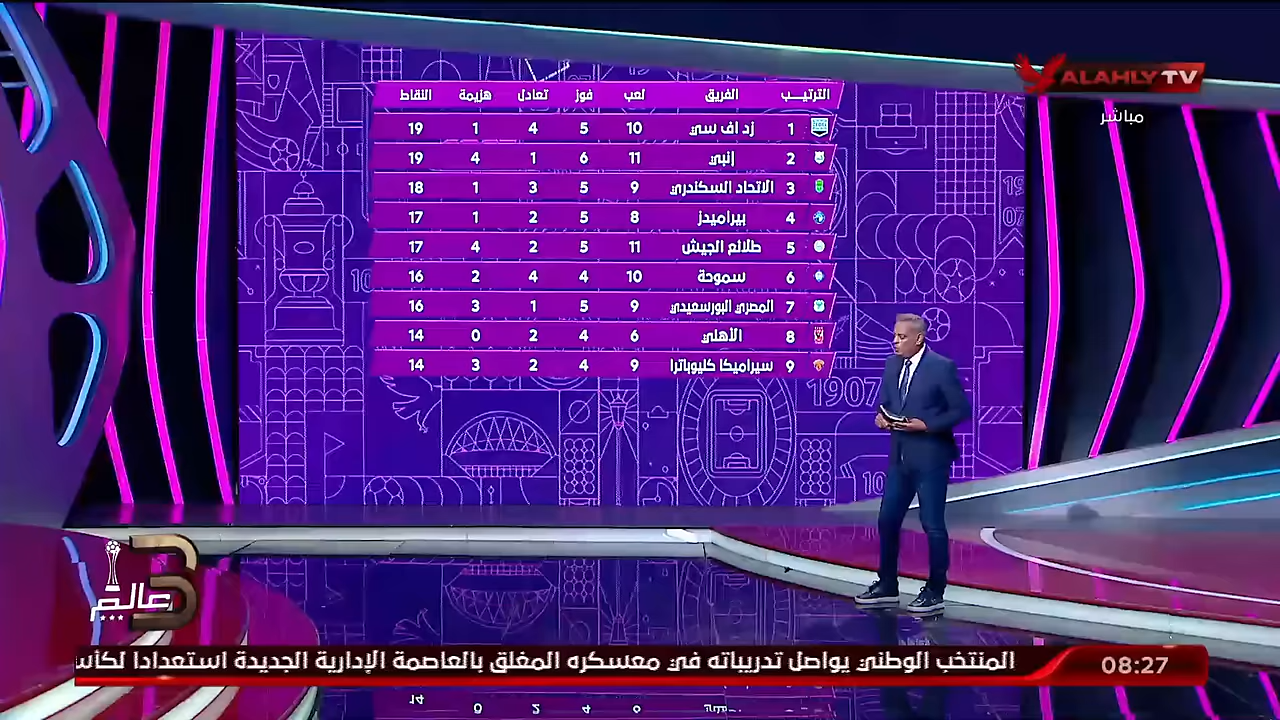 ALAHLY TV
مباشر
الترتيـــب الفريق لعب فوز تعادل هزيمة النقاط
1 زد اف سي 10 5 4 1 19
2 إنبي 11 6 1 4 19
3 الاتحاد السكندري 9 5 3 1 18
4 بيراميدز 8 5 2 1 17
5 طلائع الجيش 11 5 2 4 17
6 سموحة 10 4 4 2 16
7 المصري البورسعيدي 9 5 1 3 16
8 الأهلي 6 4 2 0 14
9 سيراميكا كليوباترا 9 4 2 3 14
1907
عالم 3
08:27 المنتخب الوطني يواصل تدريباته في معسكره المغلق بالعاصمة الإدارية الجديدة استعدادا لكأس